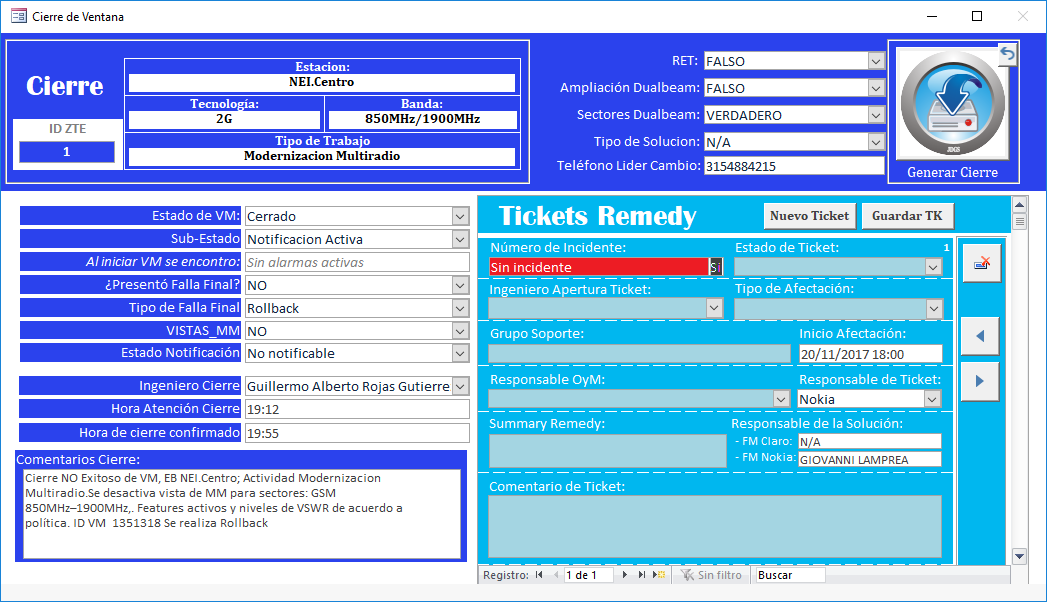 Cierre de Ventana
Cierre
ID ZTE
1
Estacion:
NEI.Centro
Tecnología:
2G
Banda:
850MHz/1900MHz
Tipo de Trabajo
Modernizacion Multiradio
RET: FALSO
Ampliación Dualbeam: FALSO
Sectores Dualbeam: VERDADERO
Tipo de Solucion: N/A
Teléfono Lider Cambio: 3154884215
Generar Cierre
Estado de VM: Cerrado
Sub-Estado Notificacion Activa
Al iniciar VM se encontro: Sin alarmas activas
¿Presentó Falla Final? NO
Tipo de Falla Final Rollback
VISTAS_MM NO
Estado Notificación No notificable
Ingeniero Cierre Guillermo Alberto Rojas Gutierre
Hora Atención Cierre 19:12
Hora de cierre confirmado 19:55
Comentarios Cierre:
Cierre NO Exitoso de VM, EB NEI.Centro; Actividad Modernizacion
Multiradio.Se desactiva vista de MM para sectores: GSM
850MHz–1900MHz,. Features activos y niveles de VSWR de acuerdo a
política. ID VM  1351318 Se realiza Rollback
Tickets Remedy
Nuevo Ticket
Guardar TK
Número de Incidente:
Sin incidente
Si
Estado de Ticket: 1
Ingeniero Apertura Ticket:
Tipo de Afectación:
Grupo Soporte:
Inicio Afectación:
20/11/2017 18:00
Responsable OyM:
Responsable de Ticket:
Nokia
Summary Remedy:
Responsable de la Solución:
- FM Claro: N/A
- FM Nokia: GIOVANNI LAMPREA
Comentario de Ticket:
Registro: 1 de 1 Sin filtro Buscar